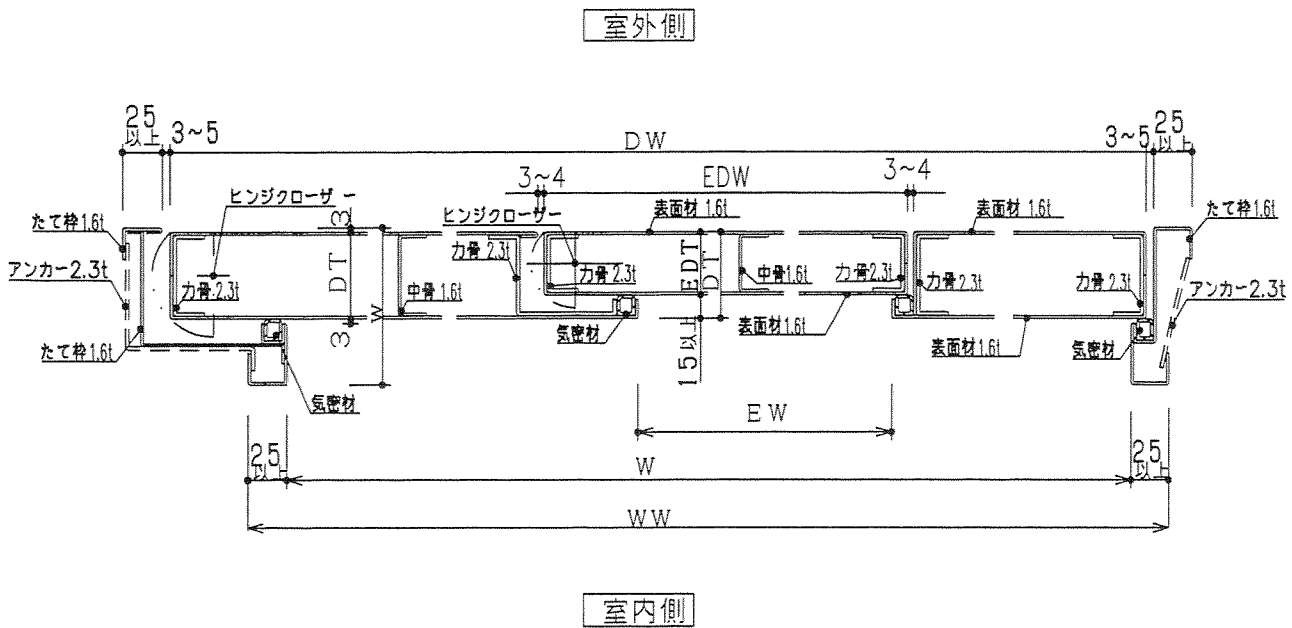 室外側
25
以上
3~5
DW
3~5
25
以上
3~4
EDW
3~4
ヒンジクローザー
ヒンジクローザー
表面材 1.6t
表面材 1.6t
たて枠1.6t
たて枠1.6t
3
DT
3
w
EDT
DT
15以上
アンカー2.3t
力骨 2.3t
中骨 1.6t
力骨 2.3t
力骨 2.3t
中骨1.6t
力骨2.3t
力骨 2.3t
力骨 2.3t
アンカー2.3t
たて枠1.6t
気密材
表面材1.6t
表面材1.6t
気密材
気密材
EW
25
以上
W
25
以上
WW
室内側